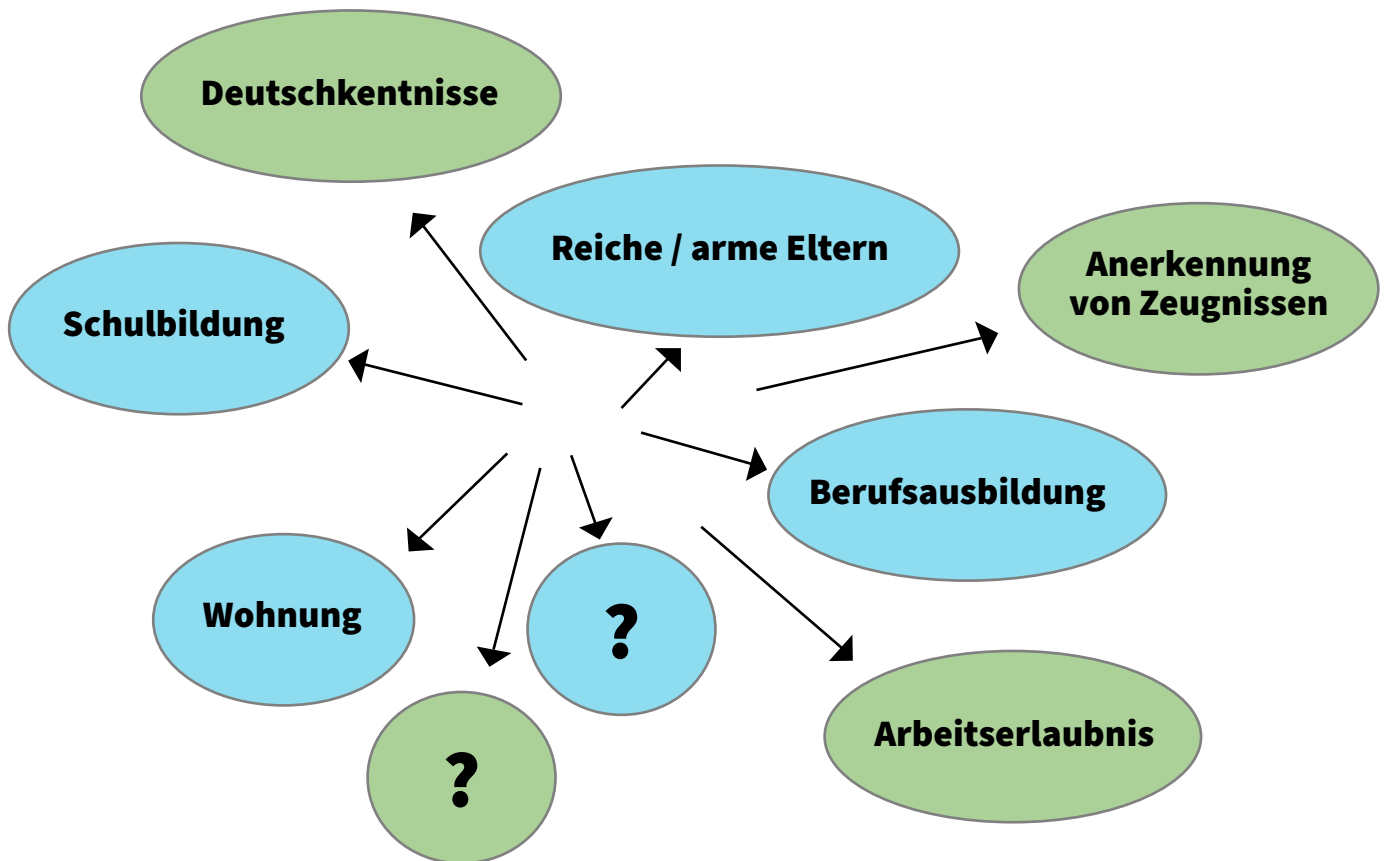 Deutschkentnisse
Reiche / arme Eltern
Anerkennung
von Zeugnissen
Schulbildung
Berufsausbildung
Wohnung
?
Arbeitserlaubnis
?